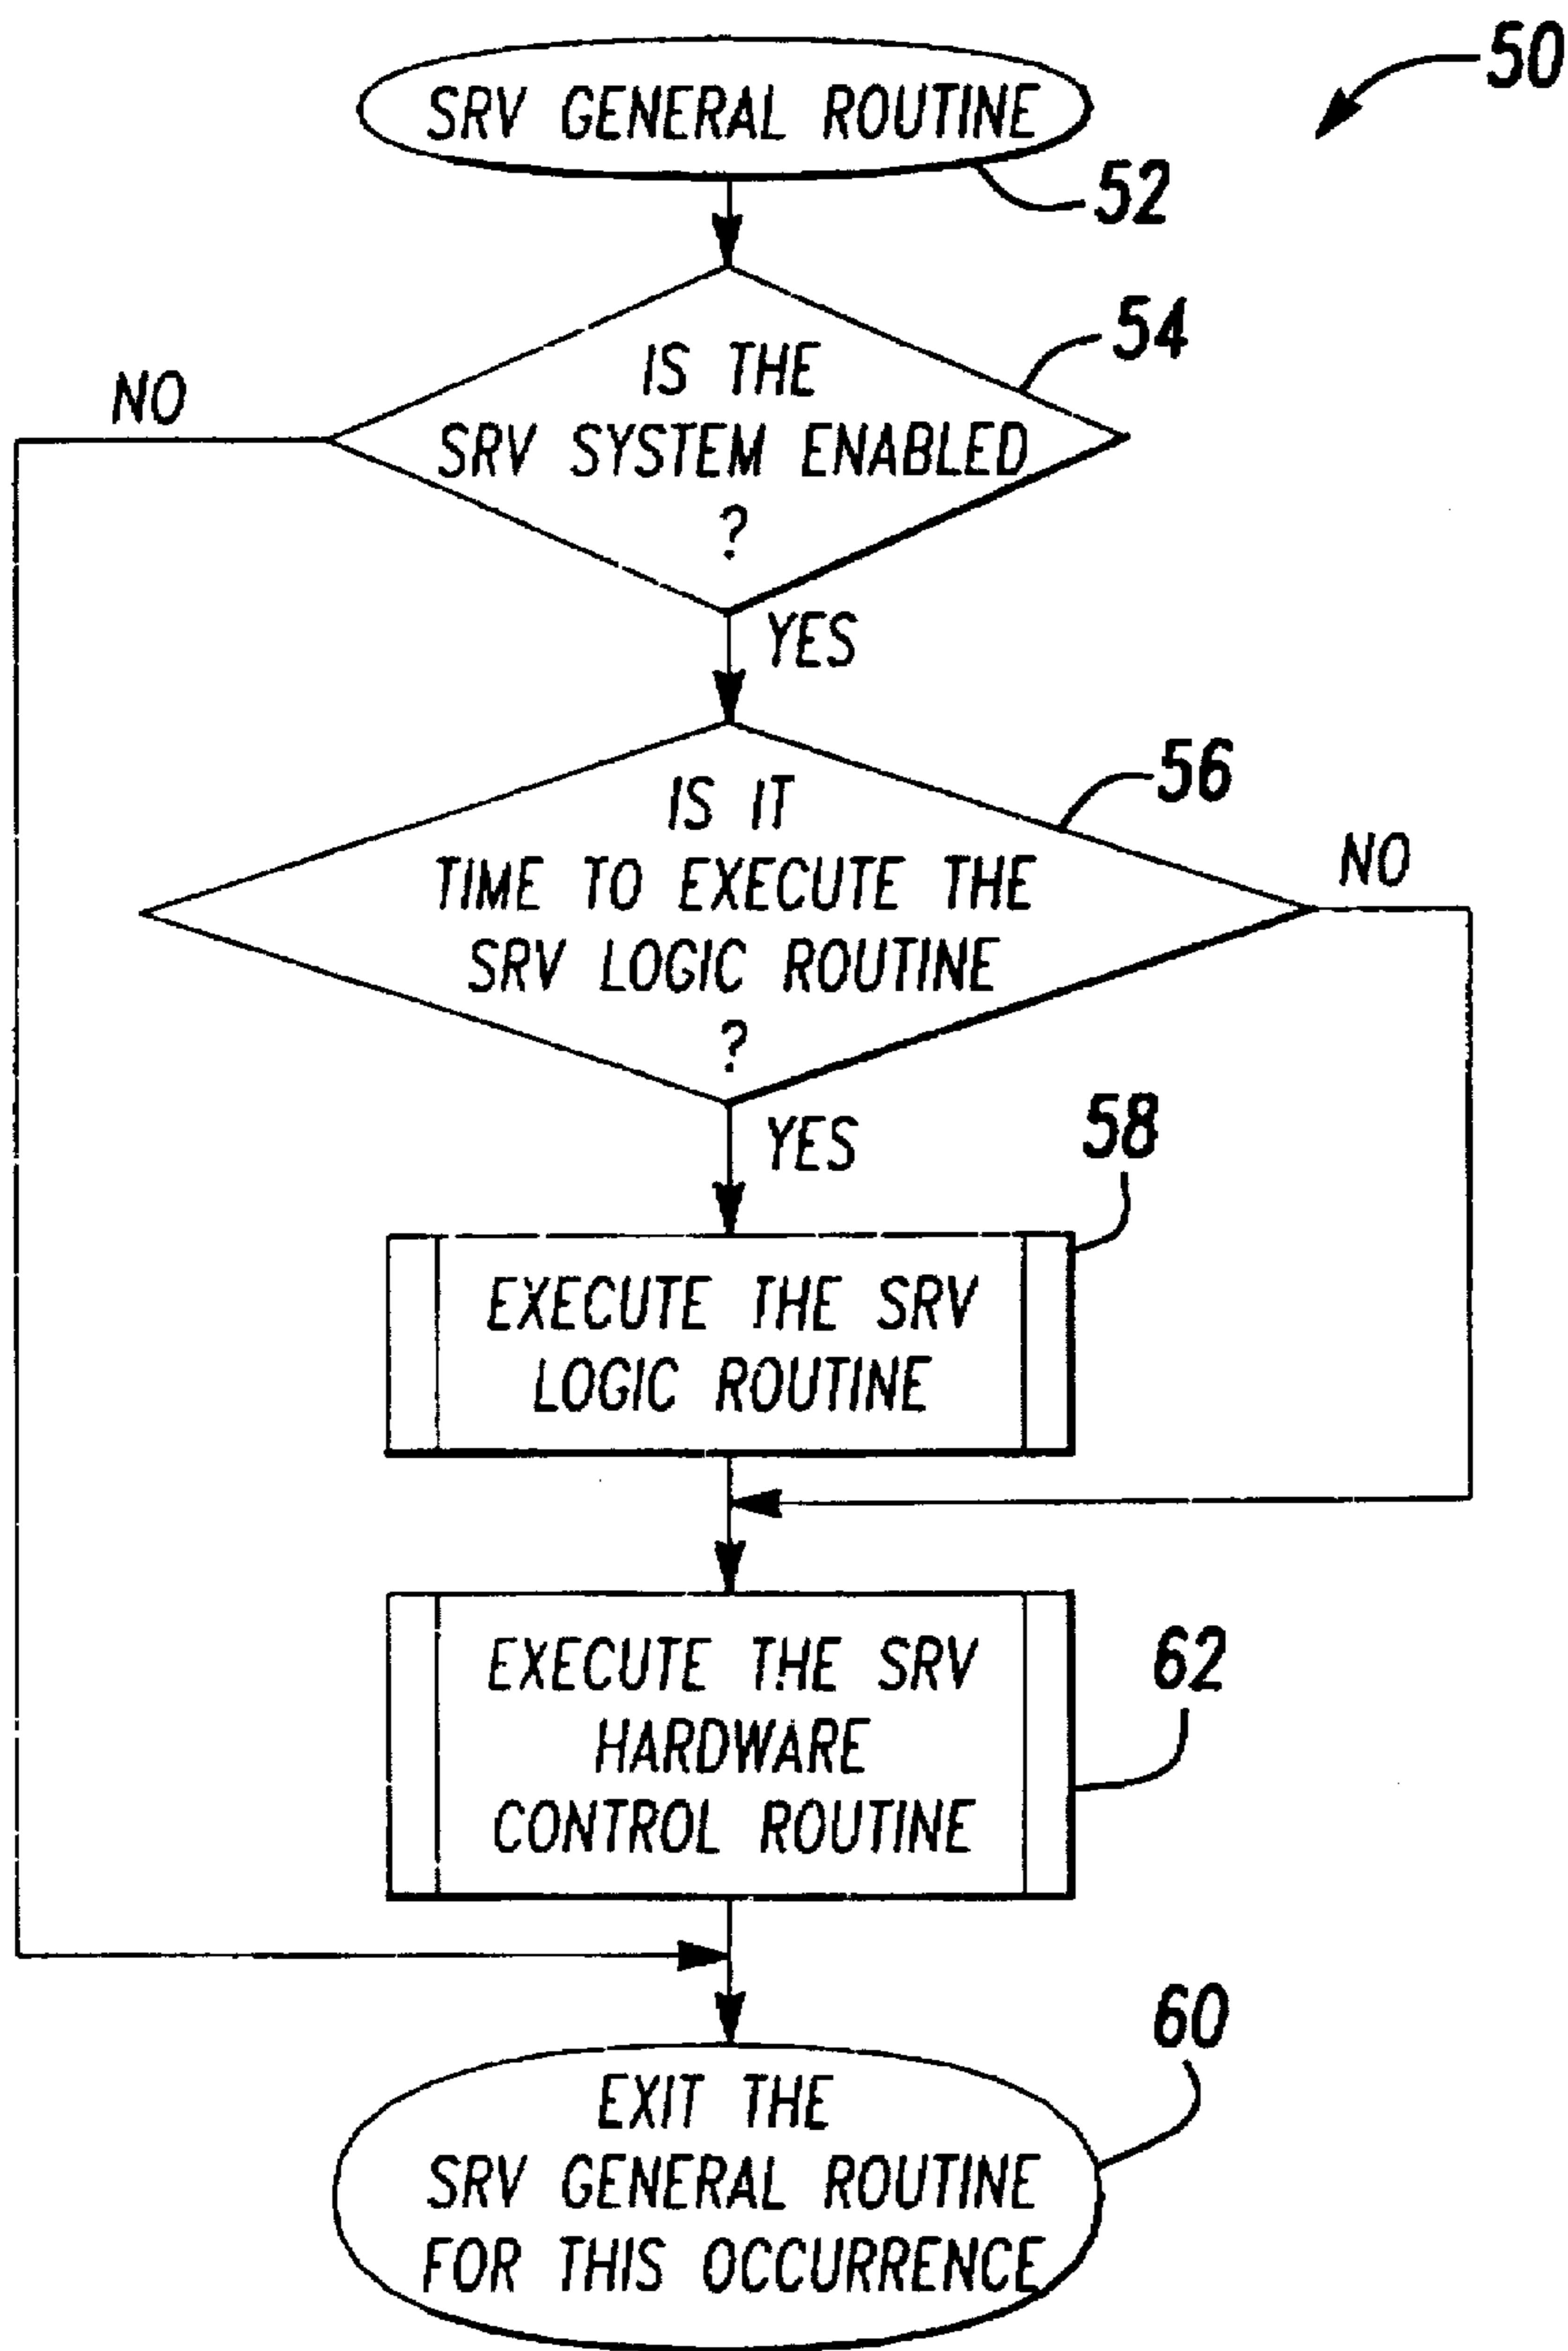 50
SRV GENERAL ROUTINE
52
54
IS THE
SRV SYSTEM ENABLED
?
NO
YES
56
IS IT
TIME TO EXECUTE THE
SRV LOGIC ROUTINE
?
NO
YES
58
EXECUTE THE SRV
LOGIC ROUTINE
62
EXECUTE THE SRV
HARDWARE
CONTROL ROUTINE
60
EXIT THE
SRV GENERAL ROUTINE
FOR THIS OCCURRENCE